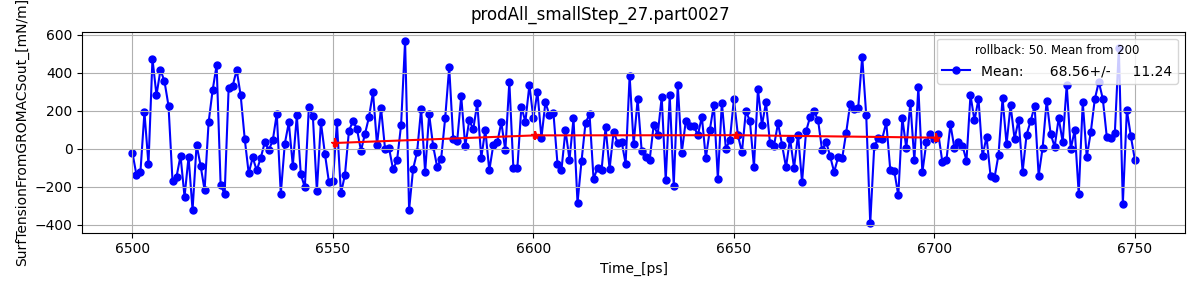 prodAll_smallStep_27.part0027
SurfTensionFromGROMACSout_[mN/m]
600
400
200
0
−200
−400
rollback: 50. Mean from 200
Mean: 68.56+/- 11.24
6500 6550 6600 6650 6700 6750
Time_[ps]